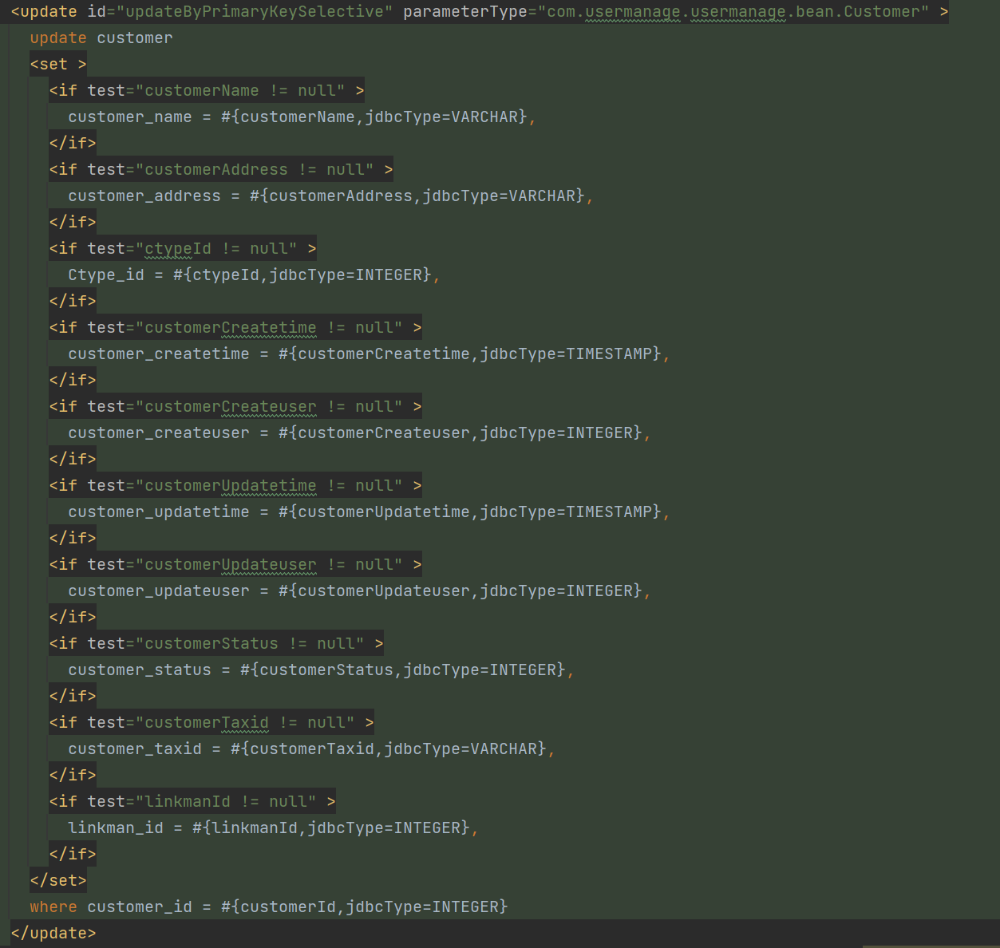 <update id="updateByPrimaryKeySelective" parameterType="com.usermanage.usermanage.bean.Customer" >
update customer
<set >
<if test="customerName != null" >
customer_name = #{customerName,jdbcType=VARCHAR},
</if>
<if test="customerAddress != null" >
customer_address = #{customerAddress,jdbcType=VARCHAR},
</if>
<if test="ctypeId != null" >
Ctype_id = #{ctypeId,jdbcType=INTEGER},
</if>
<if test="customerCreatetime != null" >
customer_createtime = #{customerCreatetime,jdbcType=TIMESTAMP},
</if>
<if test="customerCreateuser != null" >
customer_createuser = #{customerCreateuser,jdbcType=INTEGER},
</if>
<if test="customerUpdatetime != null" >
customer_updatetime = #{customerUpdatetime,jdbcType=TIMESTAMP},
</if>
<if test="customerUpdateuser != null" >
customer_updateuser = #{customerUpdateuser,jdbcType=INTEGER},
</if>
<if test="customerStatus != null" >
customer_status = #{customerStatus,jdbcType=INTEGER},
</if>
<if test="customerTaxid != null" >
customer_taxid = #{customerTaxid,jdbcType=VARCHAR},
</if>
<if test="linkmanId != null" >
linkman_id = #{linkmanId,jdbcType=INTEGER},
</if>
</set>
where customer_id = #{customerId,jdbcType=INTEGER}
</update>